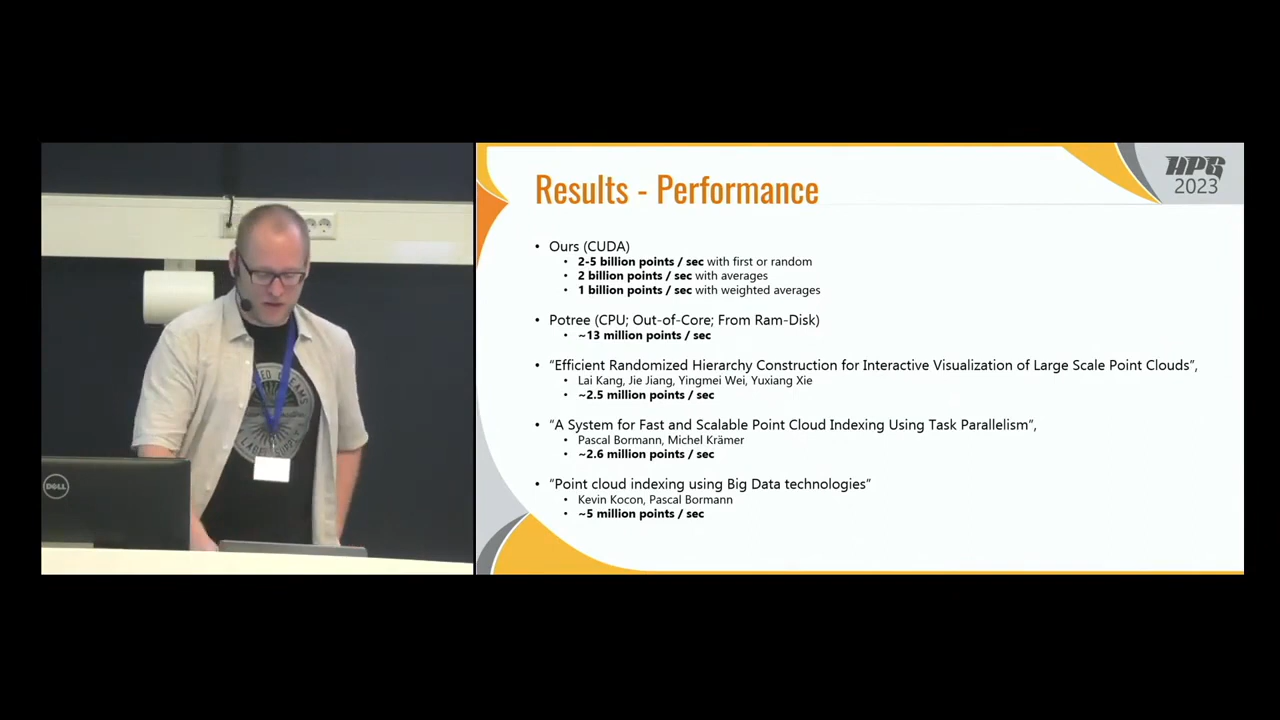 HPG
2023
Results - Performance
• Ours (CUDA)
• 2-5 billion points / sec with first or random
• 2 billion points / sec with averages
• 1 billion points / sec with weighted averages
• Potree (CPU; Out-of-Core; From Ram-Disk)
• ~13 million points / sec
• “Efficient Randomized Hierarchy Construction for Interactive Visualization of Large Scale Point Clouds”,
• Lai Kang, Jie Jiang, Yingmei Wei, Yuxiang Xie
• ~2.5 million points / sec
• “A System for Fast and Scalable Point Cloud Indexing Using Task Parallelism”,
• Pascal Bormann, Michel Krämer
• ~2.6 million points / sec
• “Point cloud indexing using Big Data technologies”
• Kevin Kocon, Pascal Bormann
• ~5 million points / sec
DELL